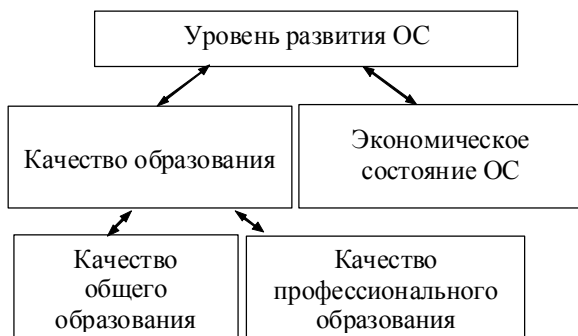 Уровень развития ОС
Качество образования
Экономическое
состояние ОС
Качество
общего
образования
Качество
профессионального
образования